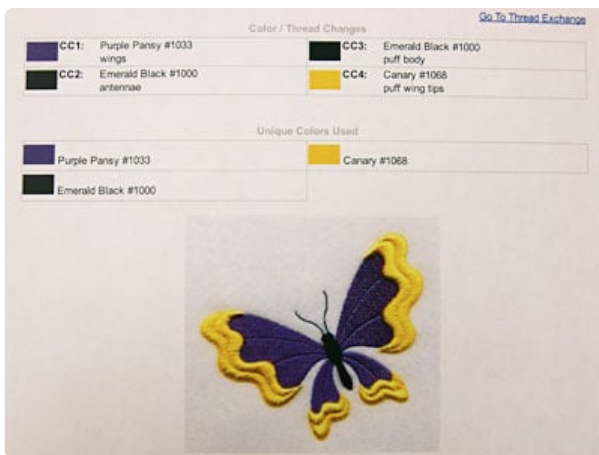 Go To Thread Exchange
Color / Thread Changes
CC1: Purple Pansy #1033
wings
CC3: Emerald Black #1000
puff body
CC2: Emerald Black #1000
antennae
CC4: Canary #1068
puff wing tips
Unique Colors Used
Purple Pansy #1033
Canary #1068
Emerald Black #1000